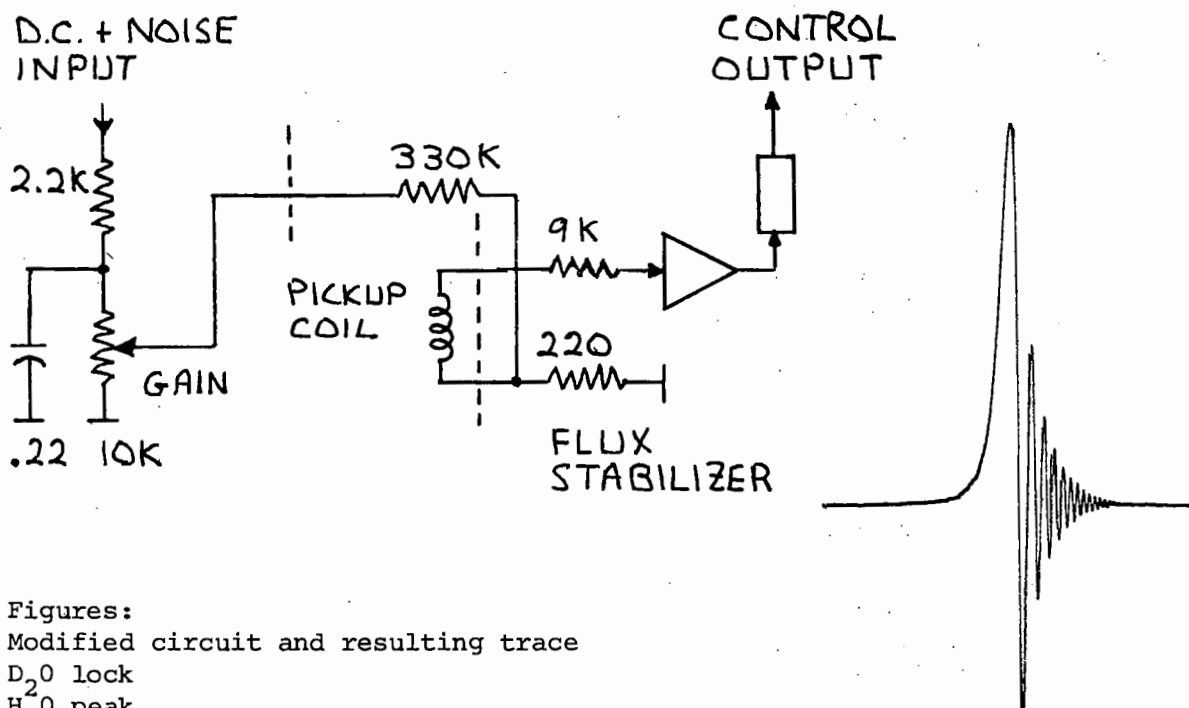 D.C. + NOISE
INPUT
CONTROL
OUTPUT
2.2K
330K
9K
PICKUP
COIL
220
GAIN
.22 10K
FLUX
STABILIZER
Figures:
Modified circuit and resulting trace
D2O lock
H2O peak